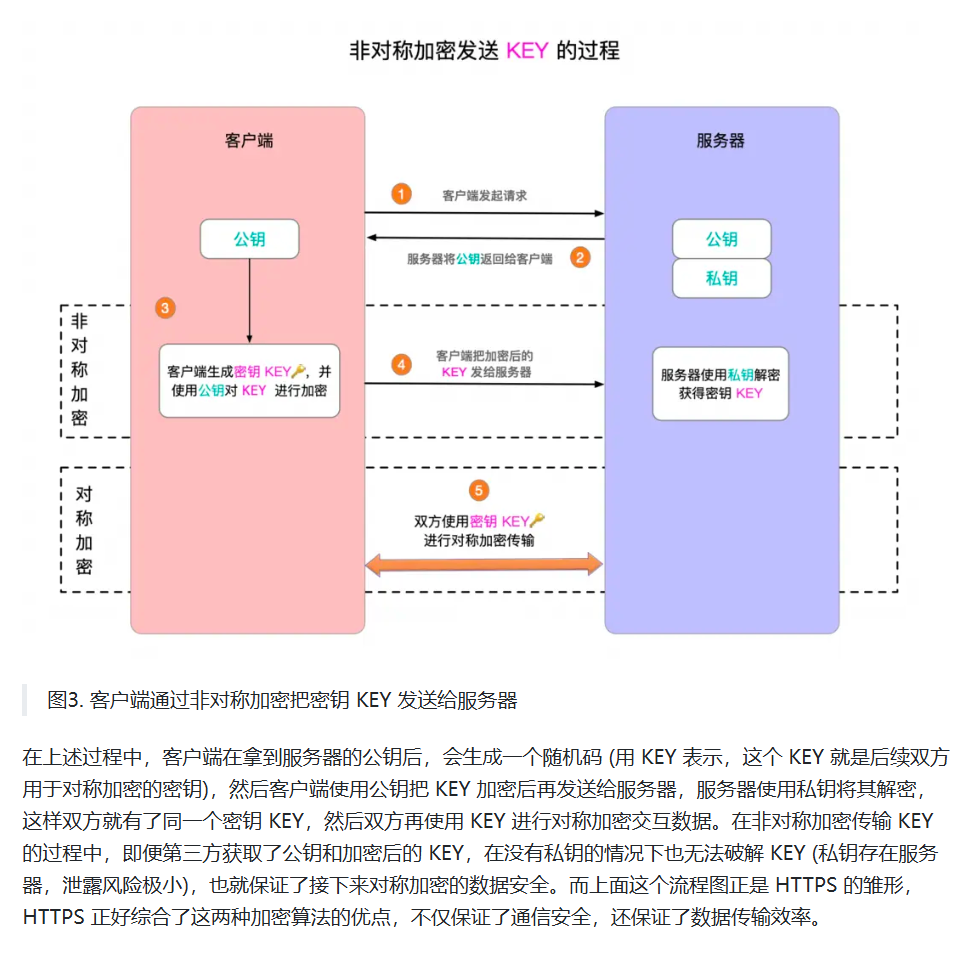 非对称加密发送 KEY 的过程
客户端
服务器
1
客户端发起请求
公钥
公钥
私钥
服务器将公钥返回给客户端
2
3
非对称加密
客户端生成密钥 KEY🔑，并
使用公钥对 KEY 进行加密
4
客户端把加密后的
KEY 发给服务器
服务器使用私钥解密
获得密钥 KEY
对称加密
5
双方使用密钥 KEY🔑
进行对称加密传输
图3. 客户端通过非对称加密把密钥 KEY 发送给服务器
在上述过程中，客户端在拿到服务器的公钥后，会生成一个随机码 (用 KEY 表示，这个 KEY 就是后续双方
用于对称加密的密钥)，然后客户端使用公钥把 KEY 加密后再发送给服务器，服务器使用私钥将其解密，
这样双方就有了同一个密钥 KEY，然后双方再使用 KEY 进行对称加密交互数据。在非对称加密传输 KEY
的过程中，即便第三方获取了公钥和加密后的 KEY，在没有私钥的情况下也无法破解 KEY (私钥存在服务
器，泄露风险极小)，也就保证了接下来对称加密的数据安全。而上面这个流程图正是 HTTPS 的雏形，
HTTPS 正好综合了这两种加密算法的优点，不仅保证了通信安全，还保证了数据传输效率。